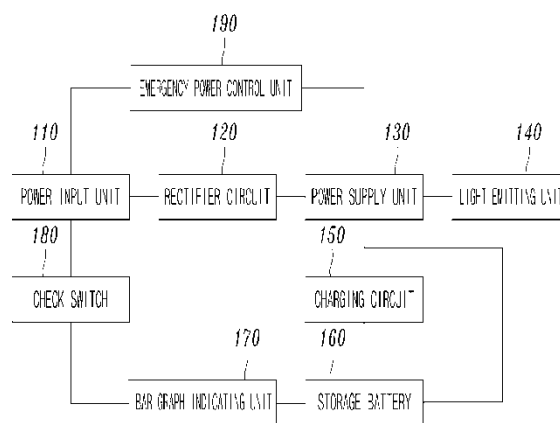 190
EMERGENCY POWER CONTROL UNIT
110
120
130
140
POWER INPUT UNIT
RECTIFIER CIRCUIT
POWER SUPPLY UNIT
LIGHT EMITTING UNIT
180
150
CHECK SWITCH
CHARGING CIRCUIT
170
160
BAR GRAPH INDICATING UNIT
STORAGE BATTERY